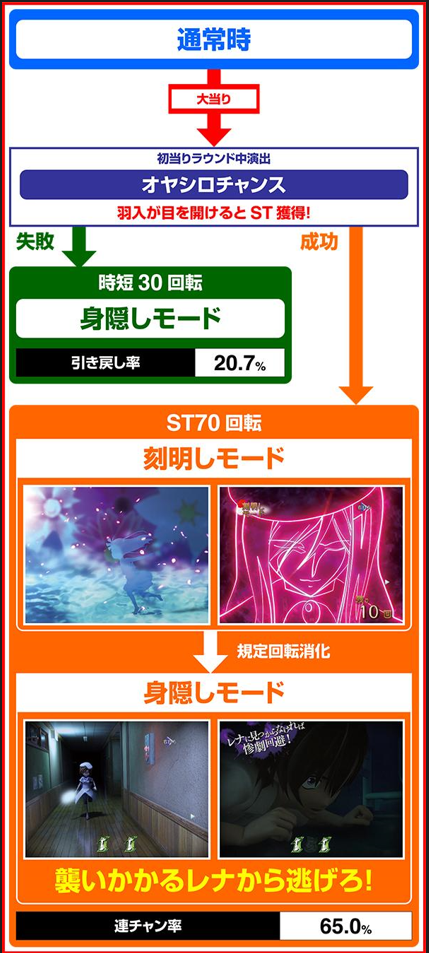 通常時
大当り
初当りラウンド中演出
オヤシロチャンス
羽入が目を開けるとST獲得!
失敗
成功
時短30回転
身隠しモード
引き戻し率
20.7%
ST70回転
刻明しモード
10回
規定回転消化
身隠しモード
レナに見つからなければ
惨劇回避!
襲いかかるレナから逃げろ!
連チャン率
65.0%